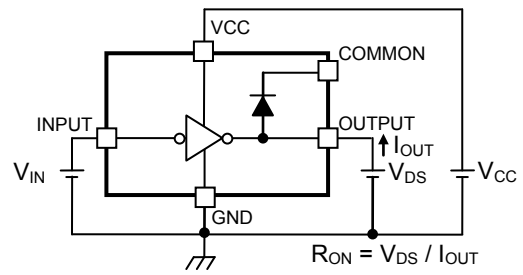 VCC
COMMON
INPUT
OUTPUT
IOUT
VIN
VDS
VCC
GND
RON = VDS / IOUT